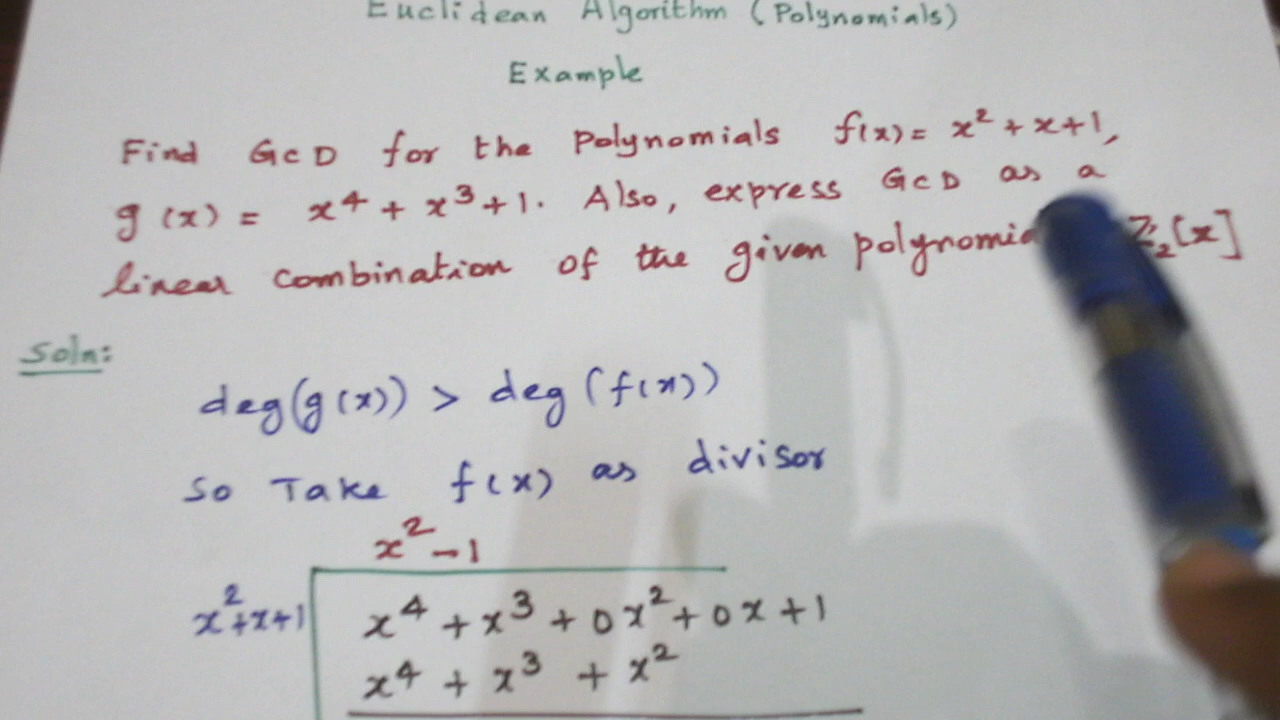 Euclidean Algorithm (Polynomials)
Example
Find GCD for the Polynomials f(x) = x² + x + 1,
g(x) = x⁴ + x³ + 1. Also, express GCD as a
linear combination of the given Z₂[x]
Soln:
deg(g(x)) > deg(f(x))
So Take f(x) as divisor
x² - 1
x² + x + 1 x⁴ + x³ + 0x² + 0x + 1
x⁴ + x³ + x²